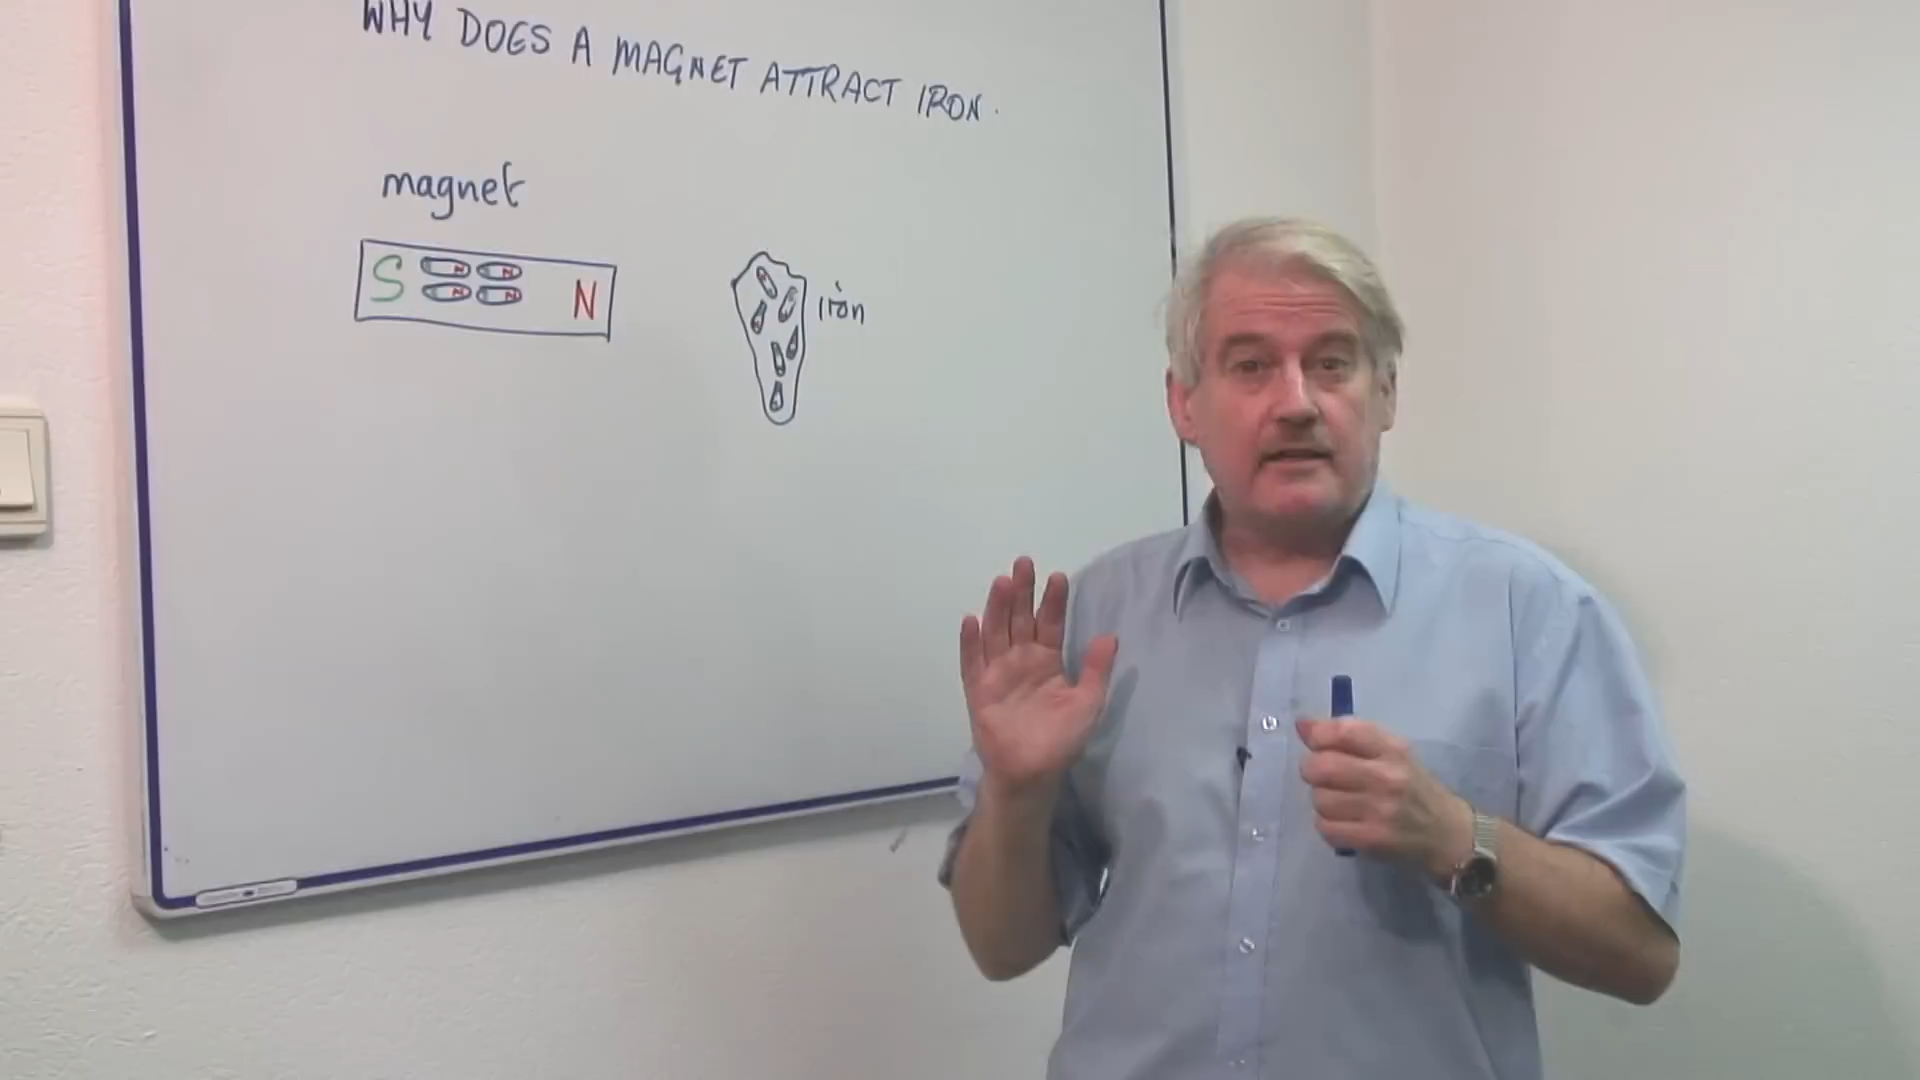 WHY DOES A MAGNET ATTRACT IRON.
magnet
S N N N
N N
iron